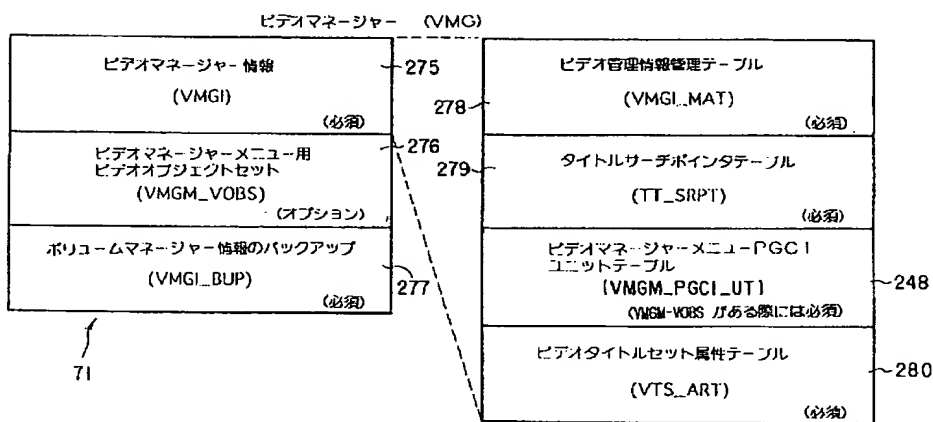 ビデオマネージャー (VMG)
ビデオマネージャー情報
(VMGI)
(必須)
275
ビデオマネージャーメニュー用
ビデオオブジェクトセット
(VMGM_VOBS)
(オプション)
276
ボリュームマネージャー情報のバックアップ
(VMGI_BUP)
(必須)
277
71
ビデオ管理情報管理テーブル
(VMGI_MAT)
(必須)
278
タイトルサーチポインタテーブル
(TT_SRPT)
(必須)
279
ビデオマネージャーメニューPGCI
ユニットテーブル
(VMGM_PGCI_UT)
(VMGM-VOBS がある際には必須)
248
ビデオタイトルセット属性テーブル
(VTS_ART)
(必須)
280